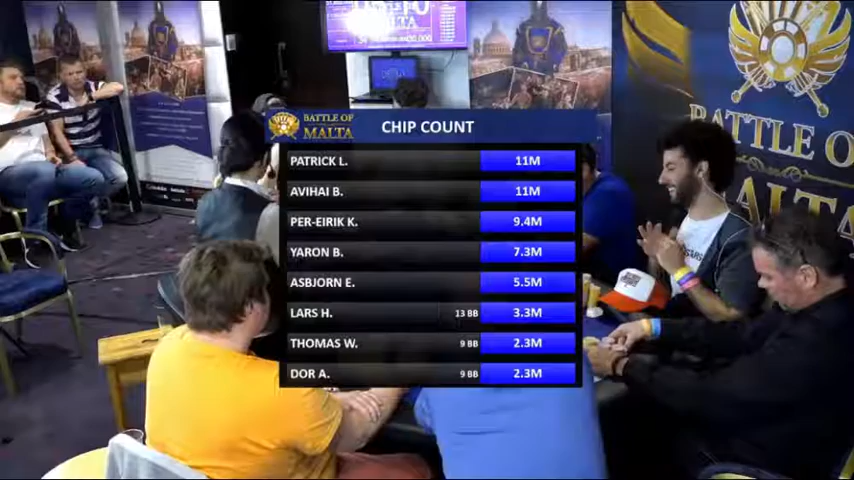 MALTA
BATTLE OF
MALTA
CHIP COUNT
PATRICK L. 11M
AVIHAI B. 11M
PER-EIRIK K. 9.4M
YARON B. 7.3M
ASBJORN E. 5.5M
LARS H. 13 BB 3.3M
THOMAS W. 9 BB 2.3M
DOR A. 9 BB 2.3M
BATTLE O
MALTA